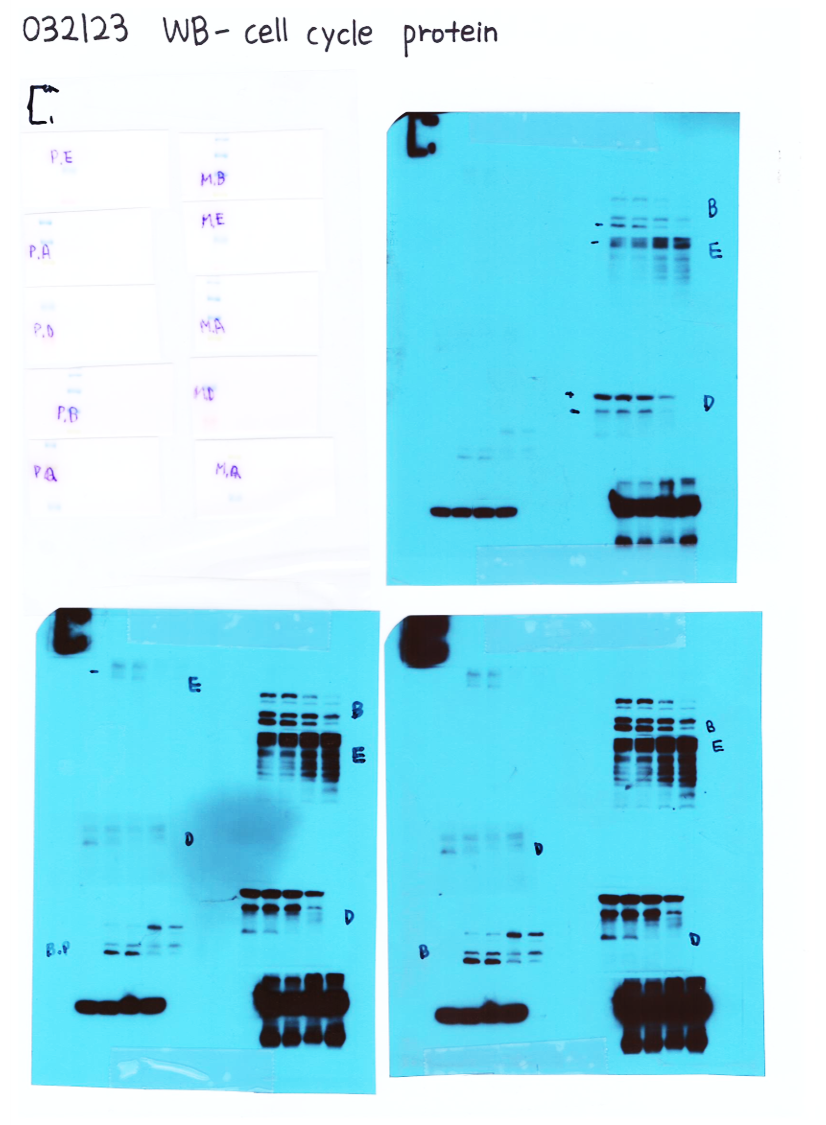 032123 WB- cell cycle protein
P.E
M.B
M.E
P.A
P.D
M.A
P.B
B
E
D
E
B
E
D
D
B.P
B
E
D
D
B